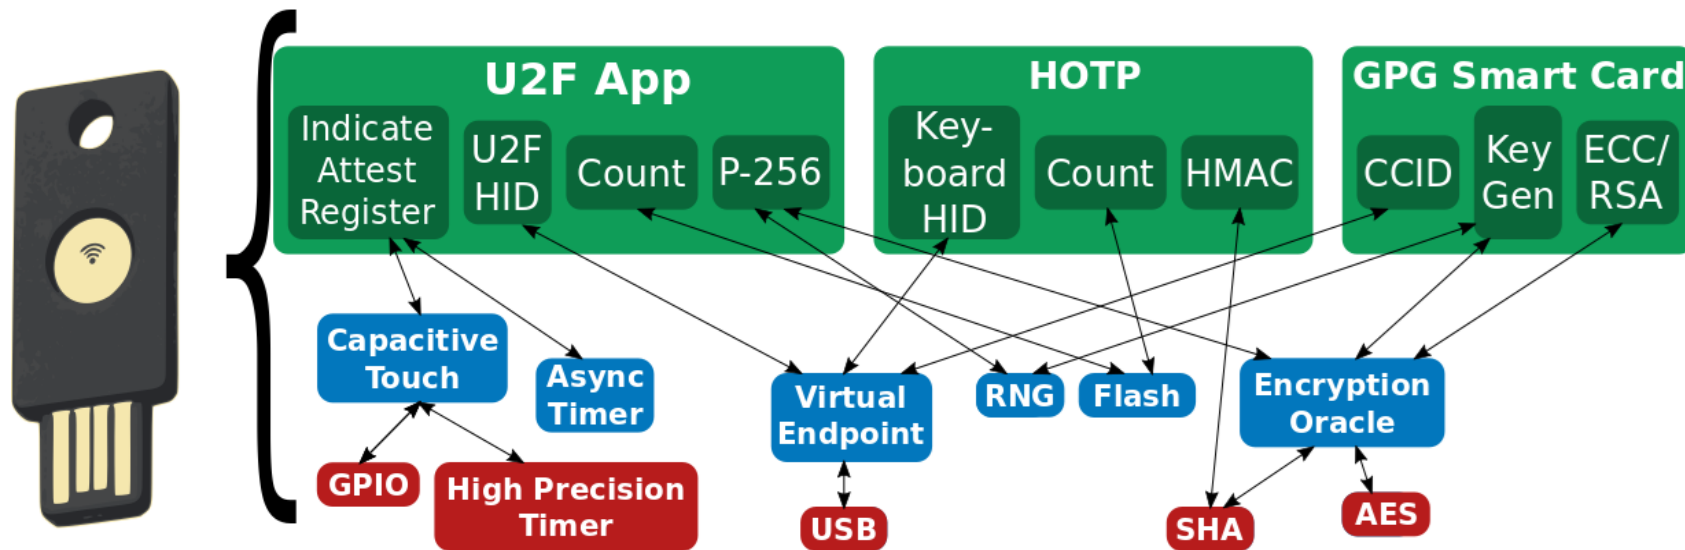 U2F App
Indicate
Attest
Register
U2F
HID
Count
P-256
HOTP
Key-
board
HID
Count
HMAC
GPG Smart Card
CCID
Key
Gen
ECC/
RSA
Capacitive
Touch
Async
Timer
Virtual
Endpoint
RNG
Flash
Encryption
Oracle
GPIO
High Precision
Timer
USB
SHA
AES